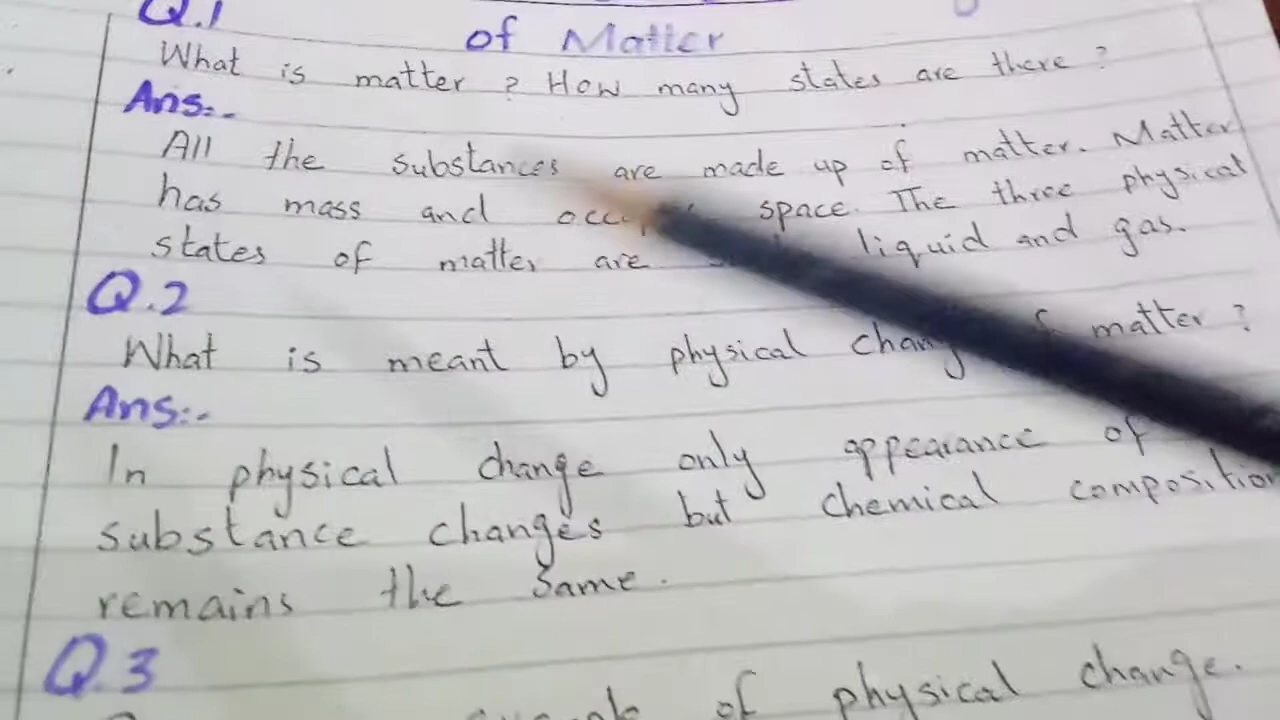 Q.1
of Matter
What is matter ? How many states are there ?
Ans:-
All the substances are made up of matter. Matter
has mass and space. The three physical
states of matter are liquid and gas.
Q.2
What is meant by physical matter ?
Ans:-
In physical change only appearance of
substance changes but chemical composition
remains the same.
Q.3
of physical change.